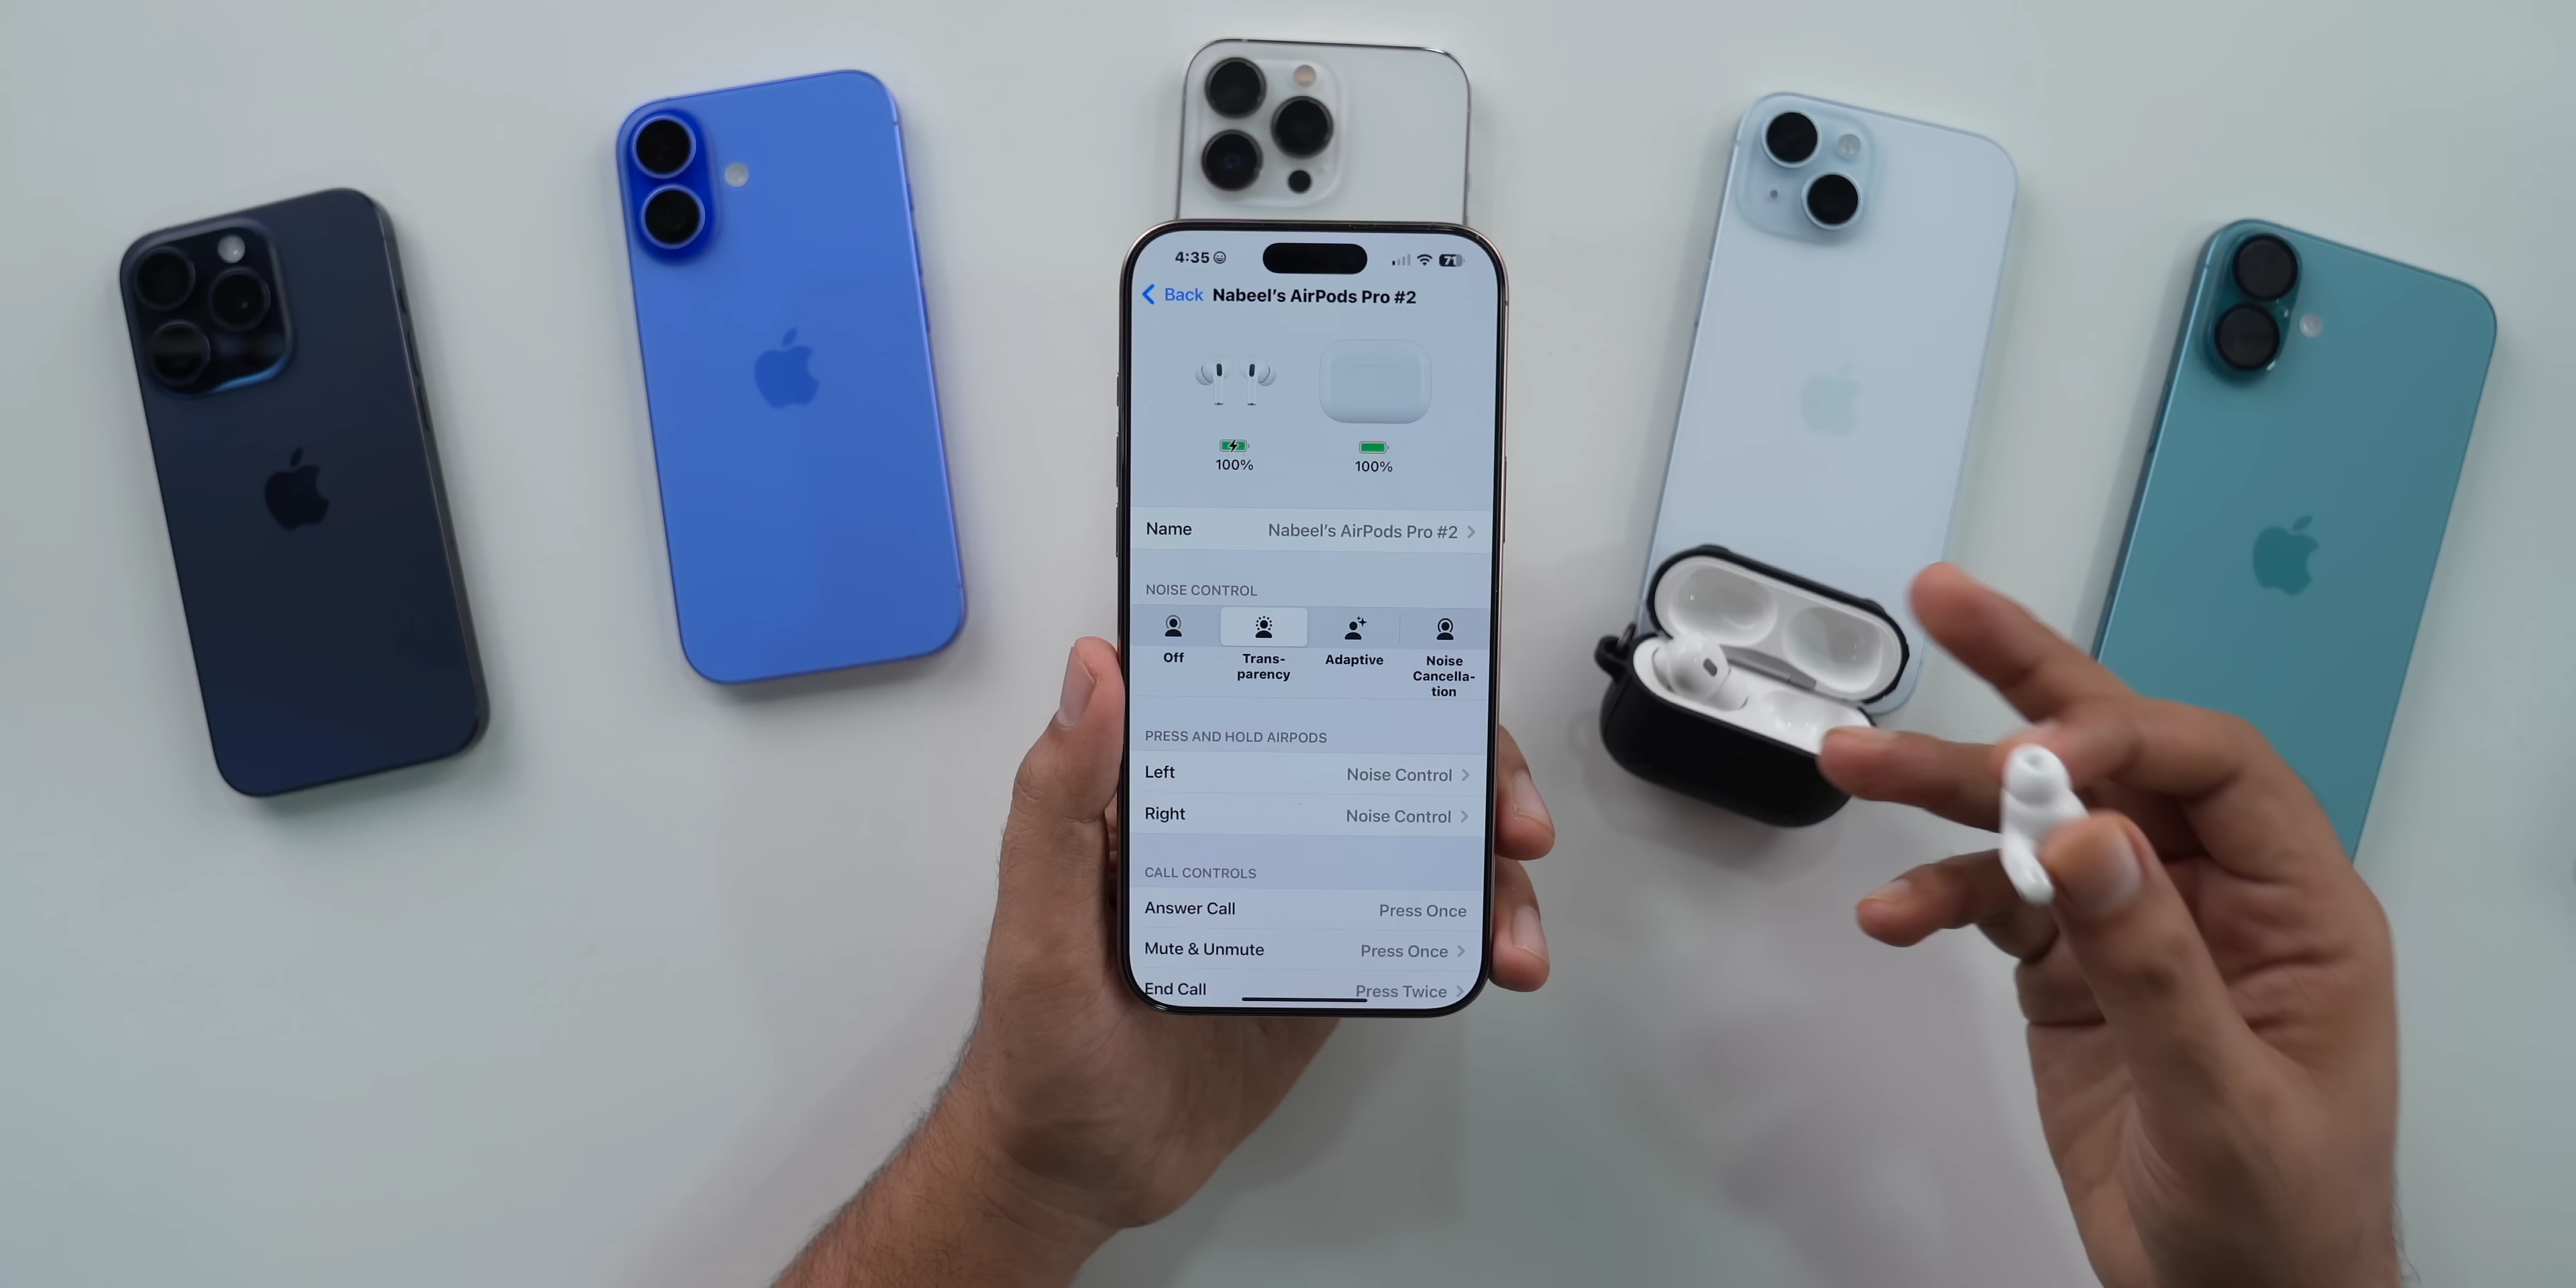 4:35
71
Back Nabeel's AirPods Pro #2
100% 100%
Name Nabeel's AirPods Pro #2
NOISE CONTROL
Off Trans- Adaptive Noise
parency Cancella-
tion
PRESS AND HOLD AIRPODS
Left Noise Control
Right Noise Control
CALL CONTROLS
Answer Call Press Once
Mute & Unmute Press Once
End Call Press Twice